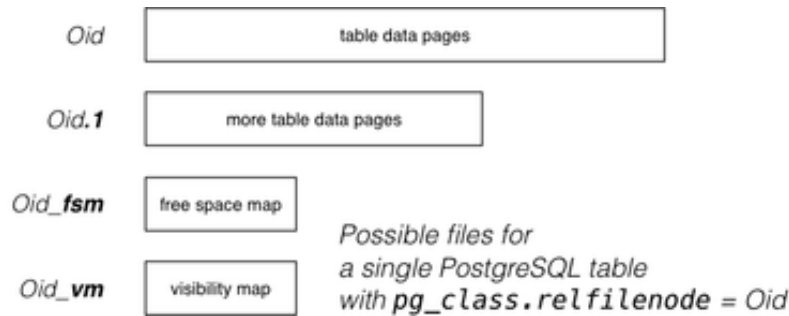 Oid table data pages
Oid.1 more table data pages
Oid_fsm free space map
Possible files for
a single PostgreSQL table
Oid_vm visibility map
with pg_class.relfilenode = Oid